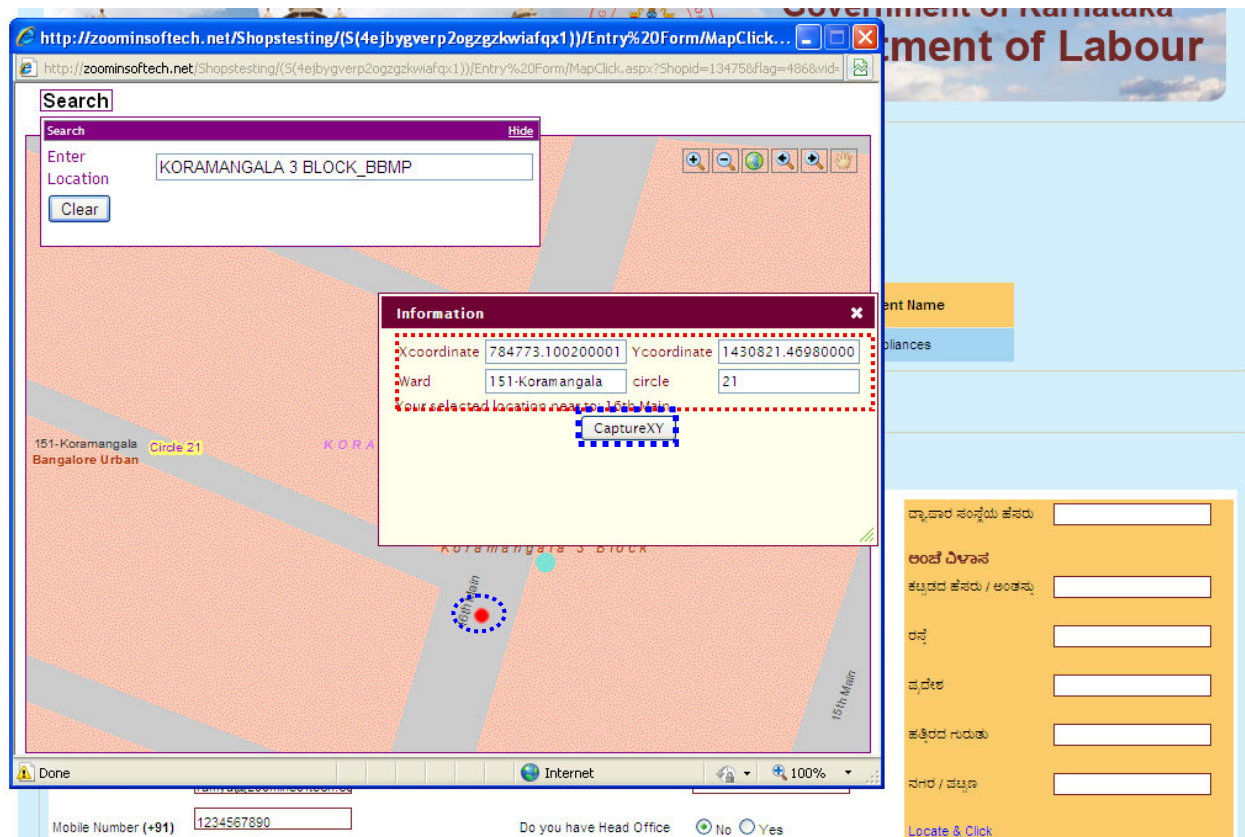 Government of Karnataka
tment of Labour
http://zoominsoftech.net/Shopstesting/(S(4ejbygverp2ogzgzkwiafqx1))/Entry%20Form/MapClick...
http://zoominsoftech.net/Shopstesting/(S(4ejbygverp2ogzgzkwiafqx1))/Entry%20Form/MapClick.aspx?Shopid=13475&flag=486&vid=
Search
Search Hide
Enter Location KORAMANGALA 3 BLOCK_BBMP
Clear
ent Name
pliances
Information
Xcoordinate 784773.100200001 Ycoordinate 1430821.46980000
Ward 151-Koramangala circle 21
Your selected location near to: 16th Main
CaptureXY
151-Koramangala Circle 21 KORA
Bangalore Urban
Koramangala 3 Block
16th Main
15th Main
ವ್ಯಾಪಾರ ಸಂಸ್ಥೆಯ ಹೆಸರು
ಅಂಚೆ ವಿಳಾಸ
ಕಟ್ಟಡದ ಹೆಸರು / ಅಂತಸ್ತು
ರಸ್ತೆ
ಪ್ರದೇಶ
ಹತ್ತಿರದ ಗುರುತು
ನಗರ / ಪಟ್ಟಣ
Locate & Click
Done Internet 100%
Mobile Number (+91) 1234567890 Do you have Head Office No Yes